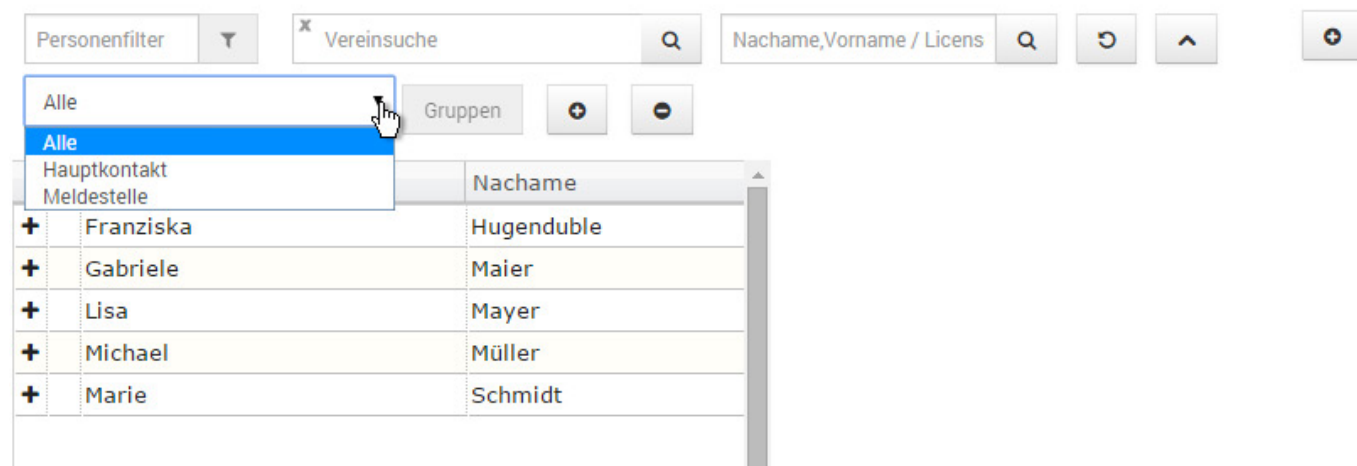 Personenfilter
x Vereinsuche
Nachame,Vorname / Licens
Alle
Gruppen
Alle
Hauptkontakt
Meldestelle
Nachame
Franziska Hugenduble
Gabriele Maier
Lisa Mayer
Michael Müller
Marie Schmidt